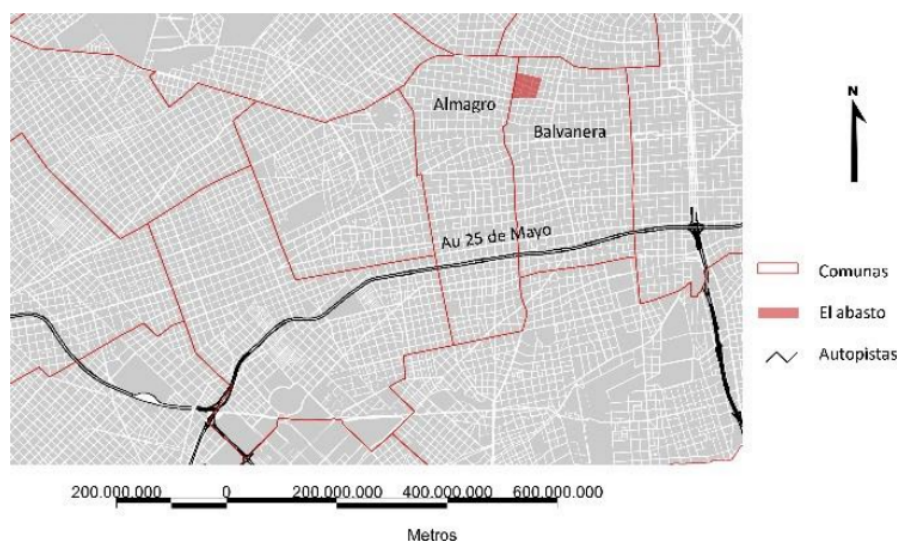 Almagro
Balvanera
Au 25 de Mayo
N
Comunas
El abasto
Autopistas
200.000.000 0 200.000.000 400.000.000 600.000.000
Metros